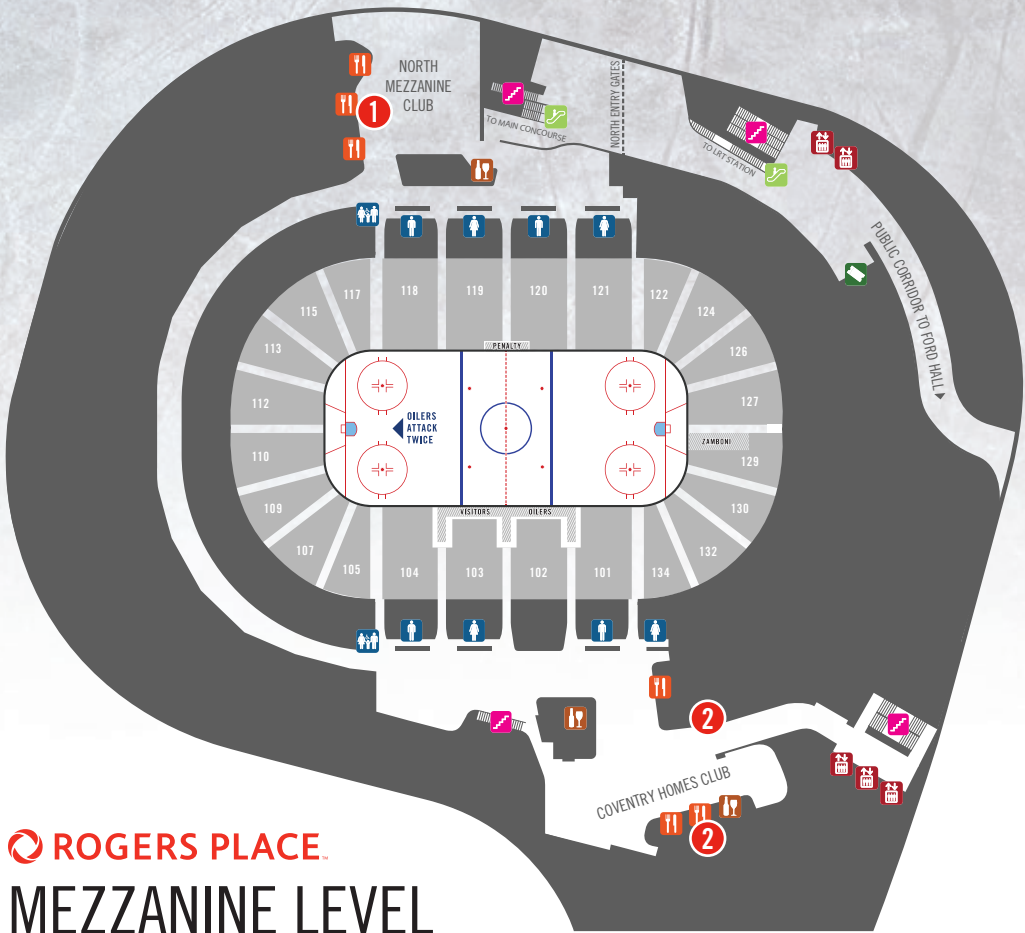 NORTH
MEZZANINE
CLUB
1
TO MAIN CONCOURSE
NORTH ENTRY GATES
TO LRT STATION
PUBLIC CORRIDOR TO FORD HALL
115
117
118
119
120
121
122
124
113
126
112
127
110
129
109
130
107
132
105
104
103
102
101
134
PENALTY
OILERS
ATTACK
TWICE
ZAMBONI
VISITORS
OILERS
2
COVENTRY HOMES CLUB
2
ROGERS PLACE™
MEZZANINE LEVEL